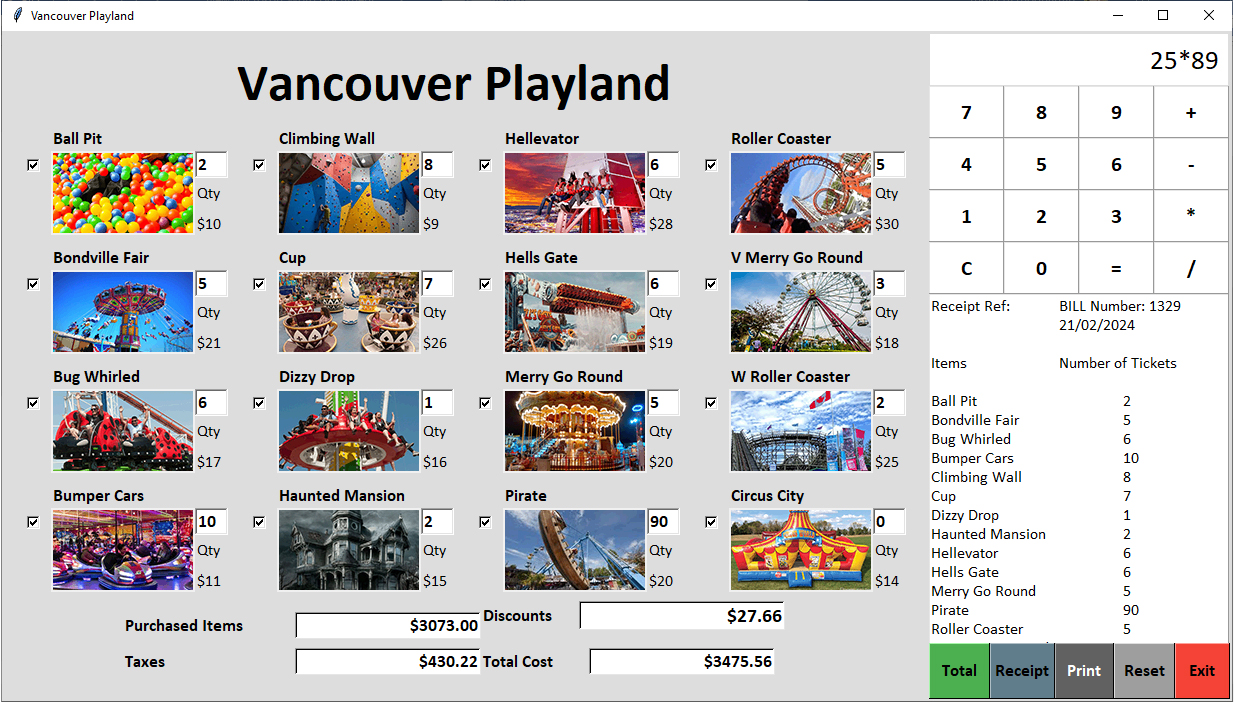 Vancouver Playland
Vancouver Playland
Ball Pit
2
Qty
$10
Climbing Wall
8
Qty
$9
Hellevator
6
Qty
$28
Roller Coaster
5
Qty
$30
Bondville Fair
5
Qty
$21
Cup
7
Qty
$26
Hells Gate
6
Qty
$19
V Merry Go Round
3
Qty
$18
Bug Whirled
6
Qty
$17
Dizzy Drop
1
Qty
$16
Merry Go Round
5
Qty
$20
W Roller Coaster
2
Qty
$25
Bumper Cars
10
Qty
$11
Haunted Mansion
2
Qty
$15
Pirate
90
Qty
$20
Circus City
0
Qty
$14
Purchased Items $3073.00 Discounts $27.66
Taxes $430.22 Total Cost $3475.56
25*89
7 8 9 +
4 5 6 -
1 2 3 *
C 0 = /
Receipt Ref: BILL Number: 1329
21/02/2024
Items Number of Tickets
Ball Pit 2
Bondville Fair 5
Bug Whirled 6
Bumper Cars 10
Climbing Wall 8
Cup 7
Dizzy Drop 1
Haunted Mansion 2
Hellevator 6
Hells Gate 6
Merry Go Round 5
Pirate 90
Roller Coaster 5
Total Receipt Print Reset Exit